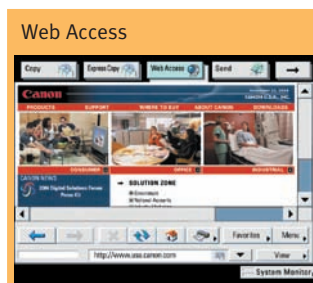 Web Access
Copy Express Copy Web Access Send
Canon
PRODUCTS SUPPORT WHERE TO BUY ABOUT CANON DOWNLOADS
CONSUMER OFFICE INDUSTRIAL
CANON NEWS
SOLUTION ZONE
Favorites Menu
http://www.usa.canon.com View
System Monitor